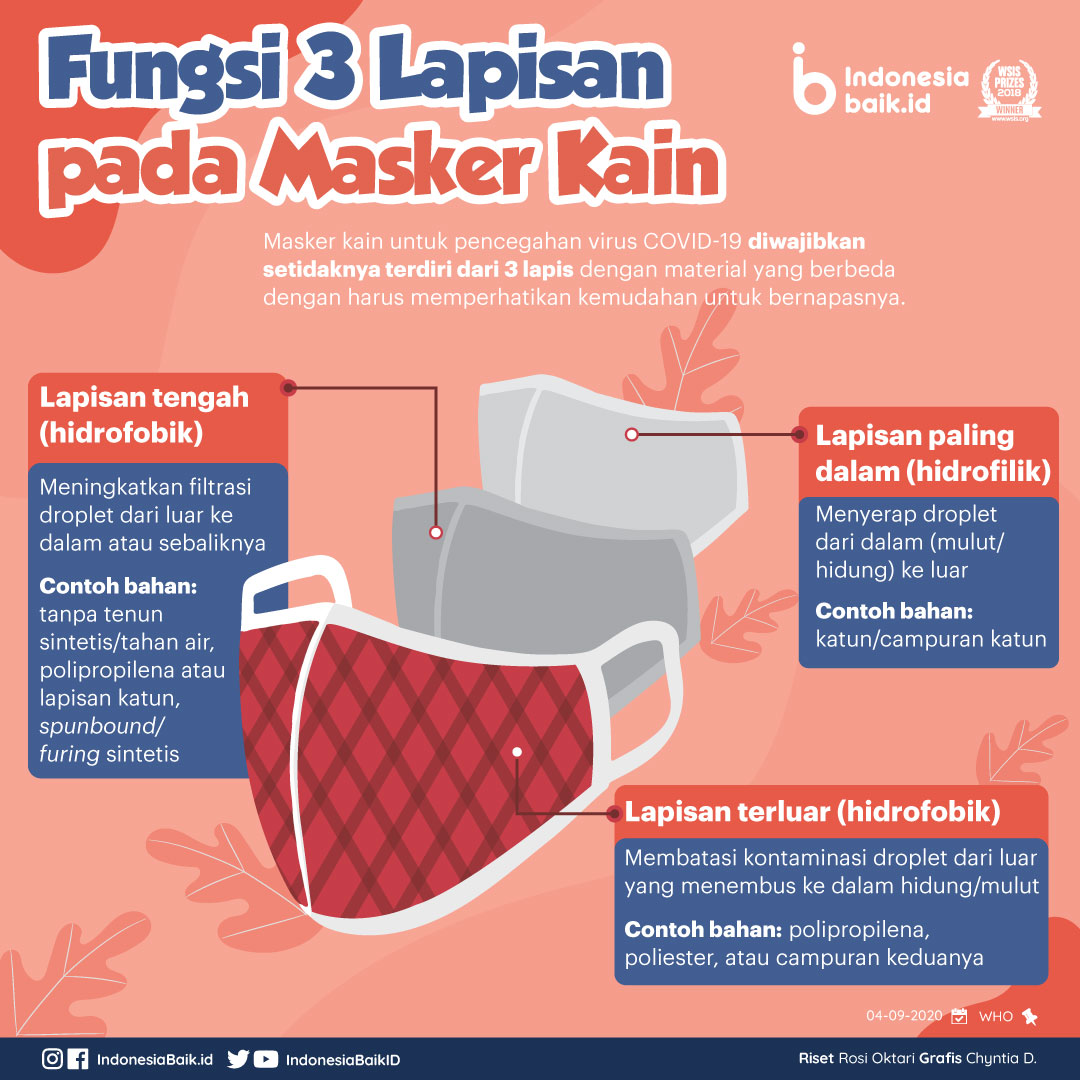 Fungsi 3 Lapisan
pada Masker Kain
Indonesia
baik.id
WSIS
PRIZES
2018
WINNER
www.wsis.org
Masker kain untuk pencegahan virus COVID-19 diwajibkan
setidaknya terdiri dari 3 lapis dengan material yang berbeda
dengan harus memperhatikan kemudahan untuk bernapasnya.
Lapisan tengah
(hidrofobik)
Meningkatkan filtrasi
droplet dari luar ke
dalam atau sebaliknya
Contoh bahan:
tanpa tenun
sintetis/tahan air,
polipropilena atau
lapisan katun,
spunbound/
furing sintetis
Lapisan paling
dalam (hidrofilik)
Menyerap droplet
dari dalam (mulut/
hidung) ke luar
Contoh bahan:
katun/campuran katun
Lapisan terluar (hidrofobik)
Membatasi kontaminasi droplet dari luar
yang menembus ke dalam hidung/mulut
Contoh bahan: polipropilena,
poliester, atau campuran keduanya
04-09-2020 WHO
IndonesiaBaik.id IndonesiaBaikID
Riset Rosi Oktari Grafis Chyntia D.